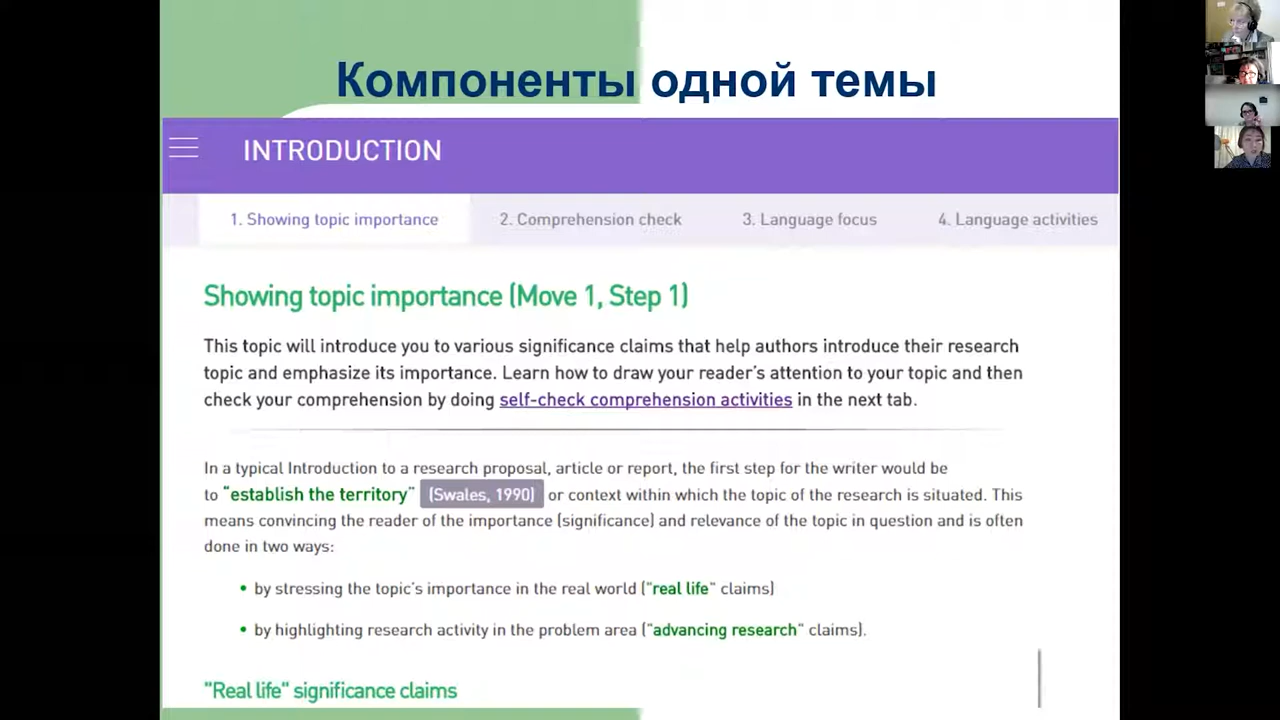 Компоненты одной темы
INTRODUCTION
1. Showing topic importance
2. Comprehension check
3. Language focus
4. Language activities
Showing topic importance (Move 1, Step 1)
This topic will introduce you to various significance claims that help authors introduce their research
topic and emphasize its importance. Learn how to draw your reader's attention to your topic and then
check your comprehension by doing self-check comprehension activities in the next tab.
In a typical Introduction to a research proposal, article or report, the first step for the writer would be
to “establish the territory” (Swales, 1990) or context within which the topic of the research is situated. This
means convincing the reader of the importance (significance) and relevance of the topic in question and is often
done in two ways:
• by stressing the topic's importance in the real world ("real life" claims)
• by highlighting research activity in the problem area ("advancing research" claims).
"Real life" significance claims